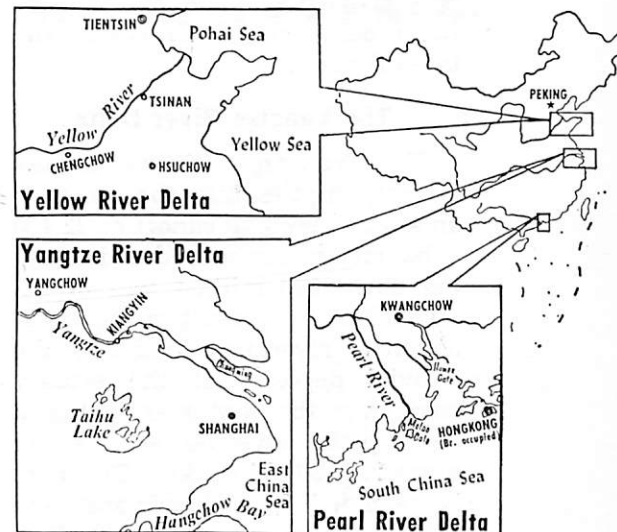 TIENTSIN
Pohai Sea
TSINAN
Yellow River
Yellow Sea
CHENGCHOW
HSUCHOW
Yellow River Delta
PEKING
Yangtze River Delta
YANGCHOW
KIANGYIN
Yangtze
Taihu
Lake
SHANGHAI
East
China
Sea
Hangchow Bay
KWANGCHOW
Pearl River
Gate
Gate
HONGKONG
(Br. occupied)
South China Sea
Pearl River Delta